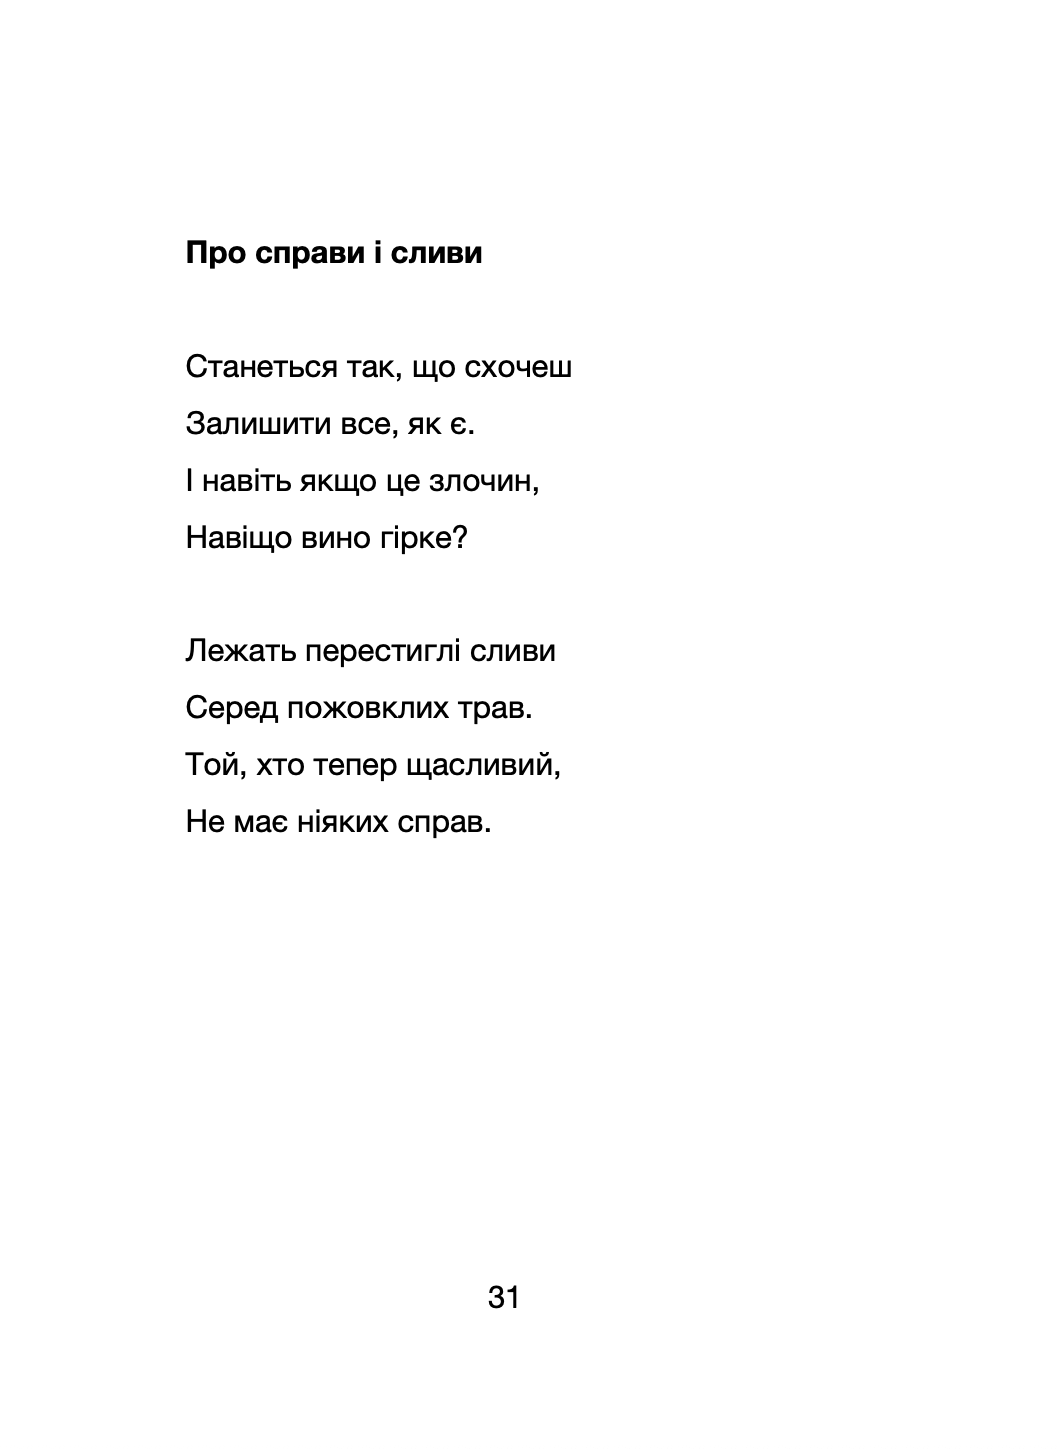 Про справи і сливи
Станеться так, що схочеш
Залишити все, як є.
І навіть якщо це злочин,
Навіщо вино гірке?
Лежать перестиглі сливи
Серед пожовклих трав.
Той, хто тепер щасливий,
Не має ніяких справ.
31